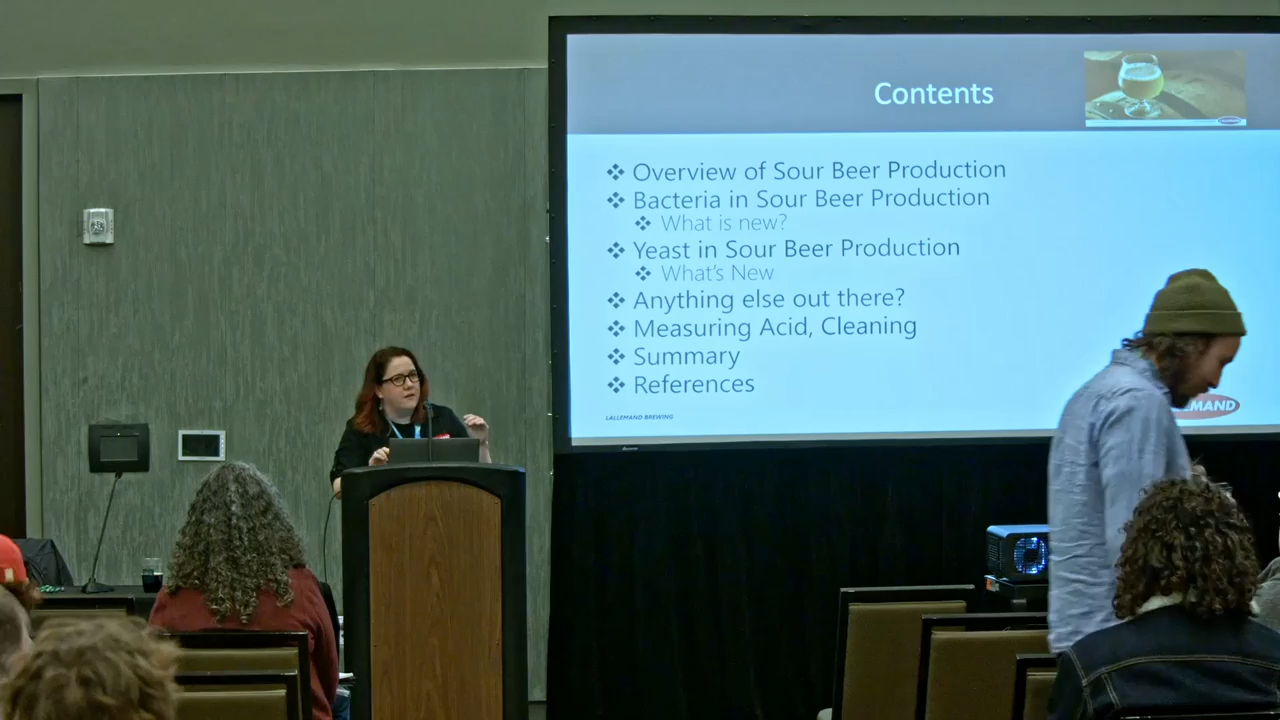 Contents
Overview of Sour Beer Production
Bacteria in Sour Beer Production
What is new?
Yeast in Sour Beer Production
What's New
Anything else out there?
Measuring Acid, Cleaning
Summary
References
LALLEMAND BREWING
EMAND